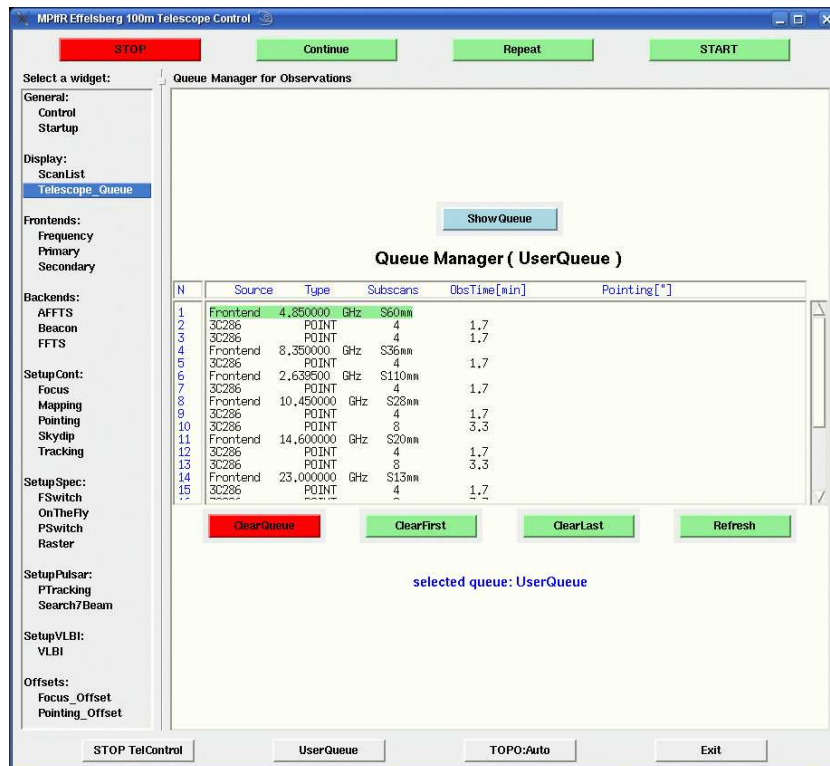 MPIfR Effelsberg 100m Telescope Control
STOP Continue Repeat START
Select a widget:
Queue Manager for Observations
General:
Control
Startup
Display:
ScanList
Telescope_Queue
Frontends:
Frequency
Primary
Secondary
Backends:
AFFTS
Beacon
FFTS
SetupCont:
Focus
Mapping
Pointing
Skydip
Tracking
SetupSpec:
FSwitch
OnTheFly
PSwitch
Raster
SetupPulsar:
PTracking
Search7Beam
SetupVLBI:
VLBI
Offsets:
Focus_Offset
Pointing_Offset
ShowQueue
Queue Manager ( UserQueue )
N Source Type Subscans ObsTime[min] Pointing["]
1 Frontend 4.850000 GHz S60mm
2 3C286 POINT 4 1.7
3 3C286 POINT 4 1.7
4 Frontend 8.350000 GHz S36mm
5 3C286 POINT 4 1.7
6 Frontend 2.639500 GHz S110mm
7 3C286 POINT 4 1.7
8 Frontend 10.450000 GHz S28mm
9 3C286 POINT 4 1.7
10 3C286 POINT 8 3.3
11 Frontend 14.600000 GHz S20mm
12 3C286 POINT 4 1.7
13 3C286 POINT 8 3.3
14 Frontend 23.000000 GHz S13mm
15 3C286 POINT 4 1.7
ClearQueue ClearFirst ClearLast Refresh
selected queue: UserQueue
STOP TelControl UserQueue TOPO:Auto Exit